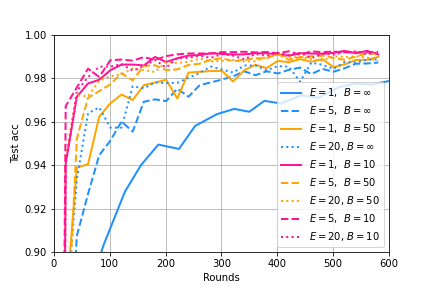 1.00
0.98
0.96
0.94
0.92
0.90
Test acc
0
100
200
300
400
500
600
Rounds
E = 1, B = ∞
E = 5, B = ∞
E = 1, B = 50
E = 20, B = ∞
E = 1, B = 10
E = 5, B = 50
E = 20, B = 50
E = 5, B = 10
E = 20, B = 10